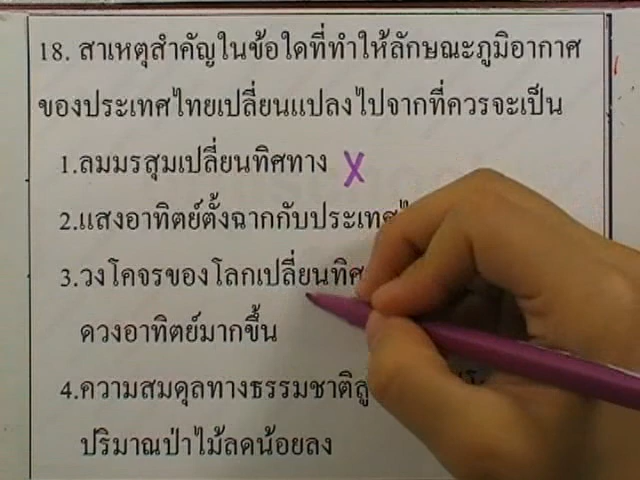 18. สาเหตุสำคัญในข้อใดที่ทำให้ลักษณะภูมิอากาศ
ของประเทศไทยเปลี่ยนแปลงไปจากที่ควรจะเป็น
1.ลมมรสุมเปลี่ยนทิศทาง X
2.แสงอาทิตย์ตั้งฉากกับประเทศ
3.วงโคจรของโลกเปลี่ยนทิศ
ดวงอาทิตย์มากขึ้น
4.ความสมดุลทางธรรมชาติ
ปริมาณป่าไม้ลดน้อยลง